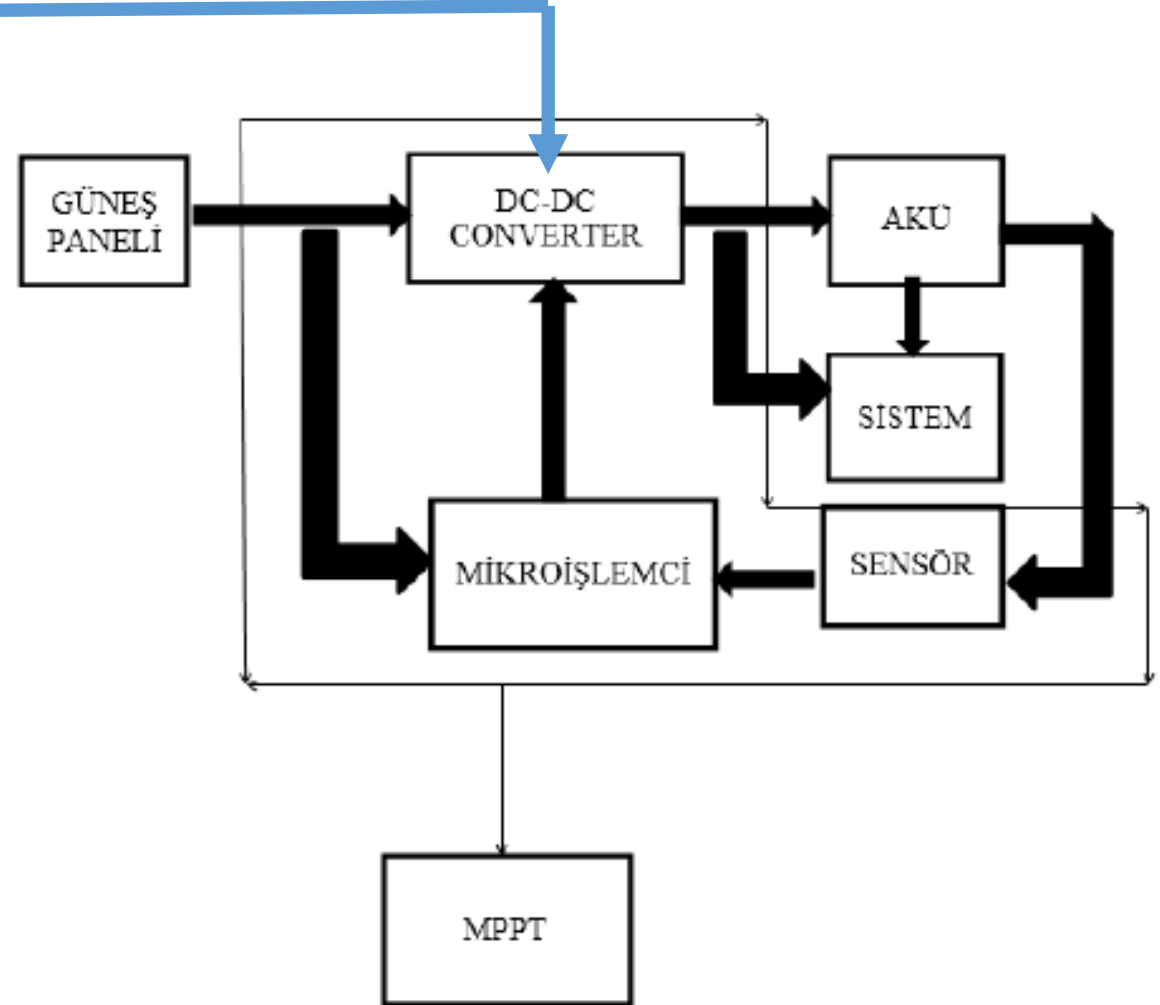 GÜNEŞ
PANELİ
DC-DC
CONVERTER
AKÜ
SİSTEM
MİKROİŞLEMCİ
SENSÖR
MPPT